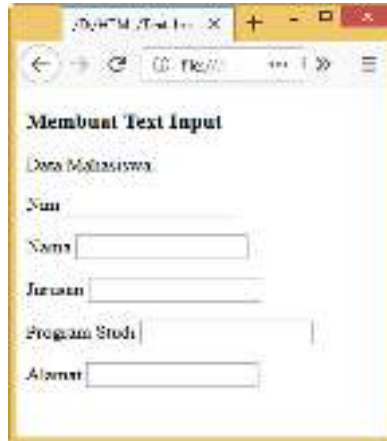 Membuat Text Input
Data Mahasiswa
Nim
Nama
Jurusan
Program Studi
Alamat